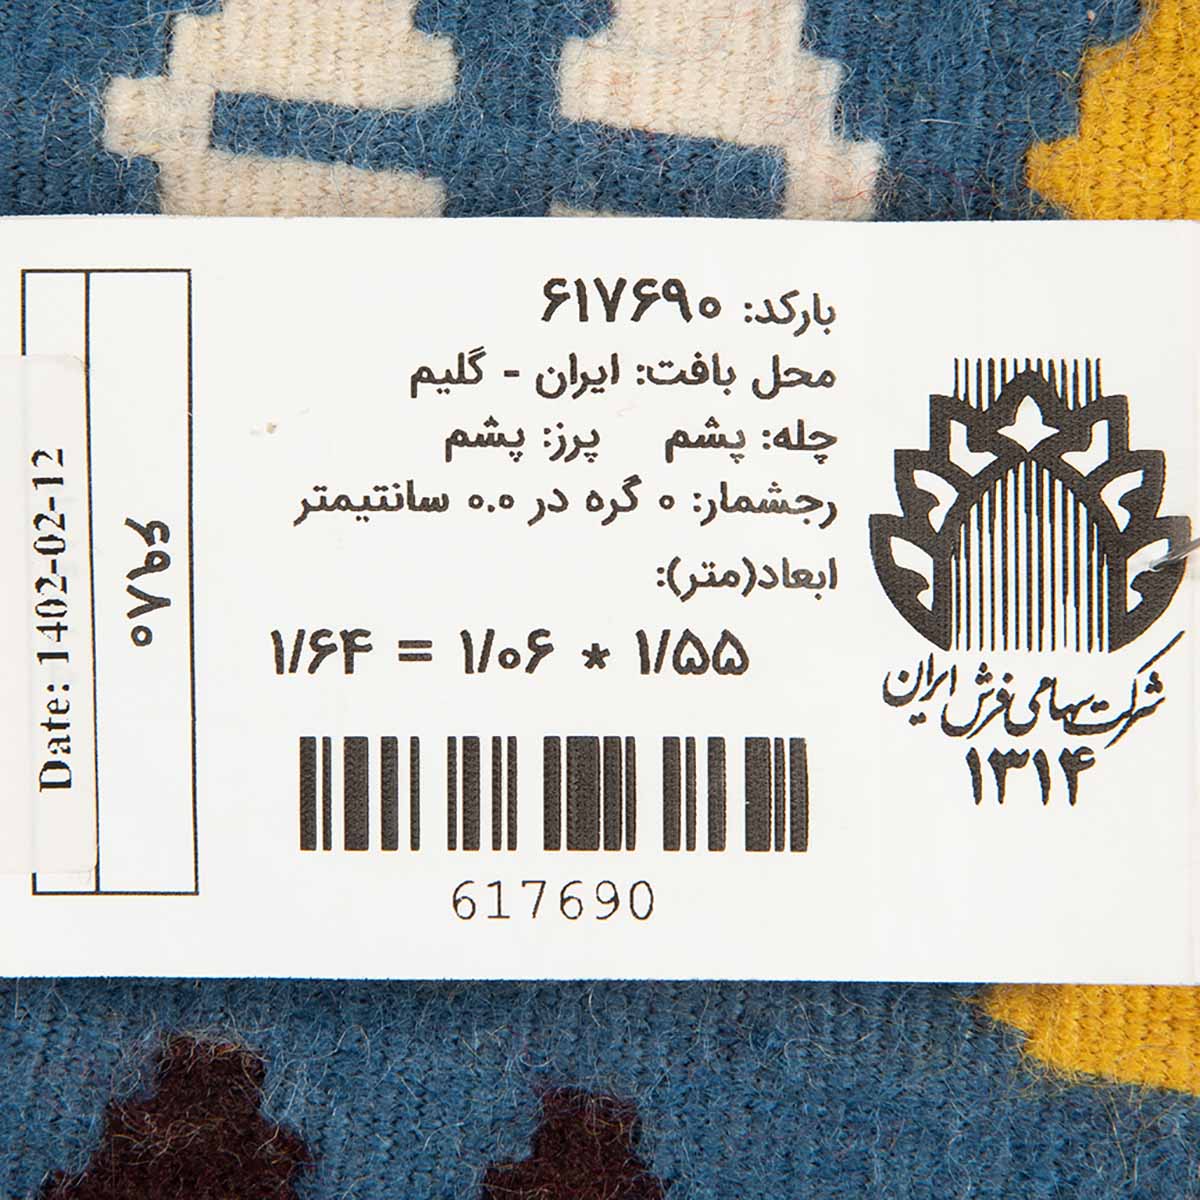 بارکد: ۶۱۷۶۹۰
محل بافت: ایران - گلیم
چله: پشم پرز: پشم
رجشمار: ۰ گره در ۰.۰ سانتیمتر
ابعاد(متر):
۱/۶۴ = ۱/۰۶ * ۱/۵۵
617690
شرکت سهامی فرش ایران
۱۳۱۴
۶۹۸۰
Date: 1402-02-12